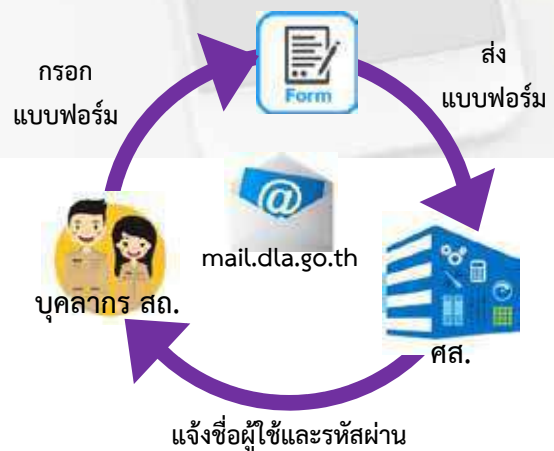 กรอก
แบบฟอร์ม
Form
ส่ง
แบบฟอร์ม
@
mail.dla.go.th
บุคลากร สถ.
ศส.
แจ้งชื่อผู้ใช้และรหัสผ่าน